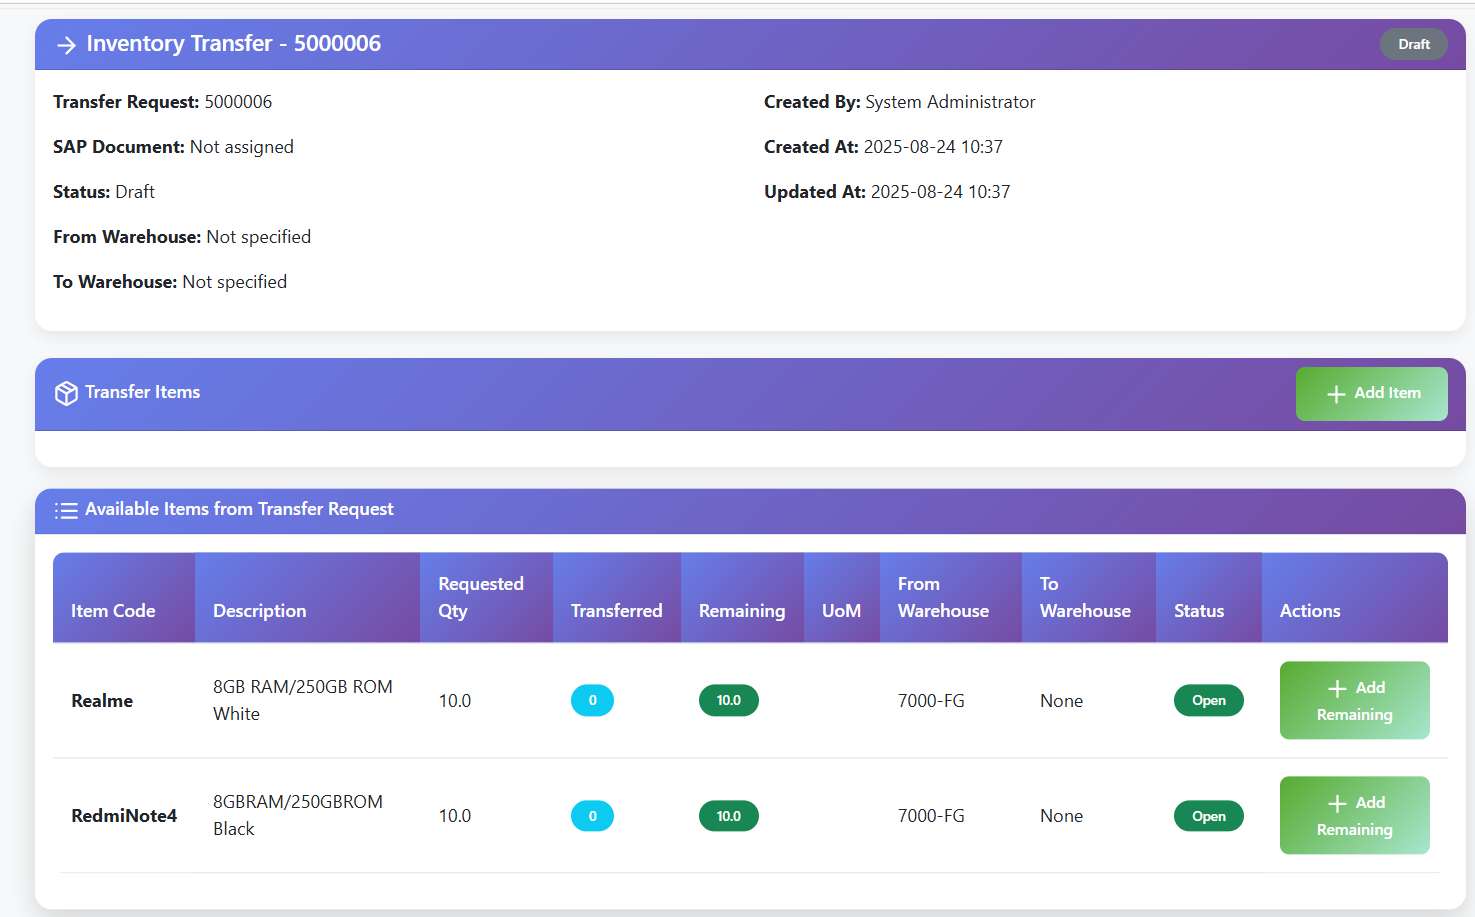 Inventory Transfer - 5000006
Draft
Transfer Request: 5000006
SAP Document: Not assigned
Status: Draft
From Warehouse: Not specified
To Warehouse: Not specified
Created By: System Administrator
Created At: 2025-08-24 10:37
Updated At: 2025-08-24 10:37
Transfer Items
+ Add Item
Available Items from Transfer Request
Item Code
Description
Requested
Qty
Transferred
Remaining
UoM
From
Warehouse
To
Warehouse
Status
Actions
Realme
8GB RAM/250GB ROM
White
10.0
0
10.0
7000-FG
None
Open
+ Add
Remaining
RedmiNote4
8GBRAM/250GBROM
Black
10.0
0
10.0
7000-FG
None
Open
+ Add
Remaining